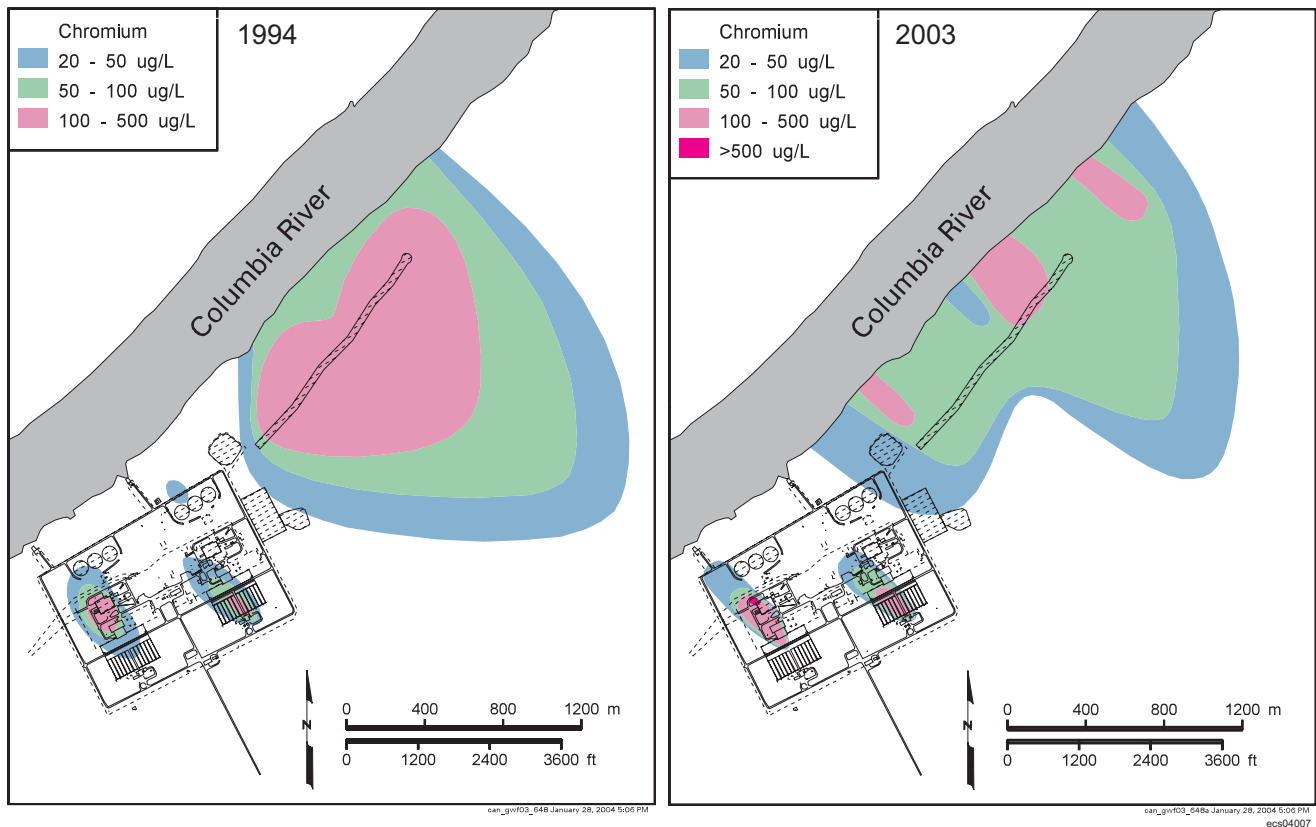 Chromium
20 - 50 ug/L
50 - 100 ug/L
100 - 500 ug/L
1994
Columbia River
N
0 400 800 1200 m
0 1200 2400 3600 ft
can_gwf03_648 January 28, 2004 5:06 PM
Chromium
20 - 50 ug/L
50 - 100 ug/L
100 - 500 ug/L
>500 ug/L
2003
Columbia River
N
0 400 800 1200 m
0 1200 2400 3600 ft
can_gwf03_648a January 28, 2004 5:06 PM
ecs04007